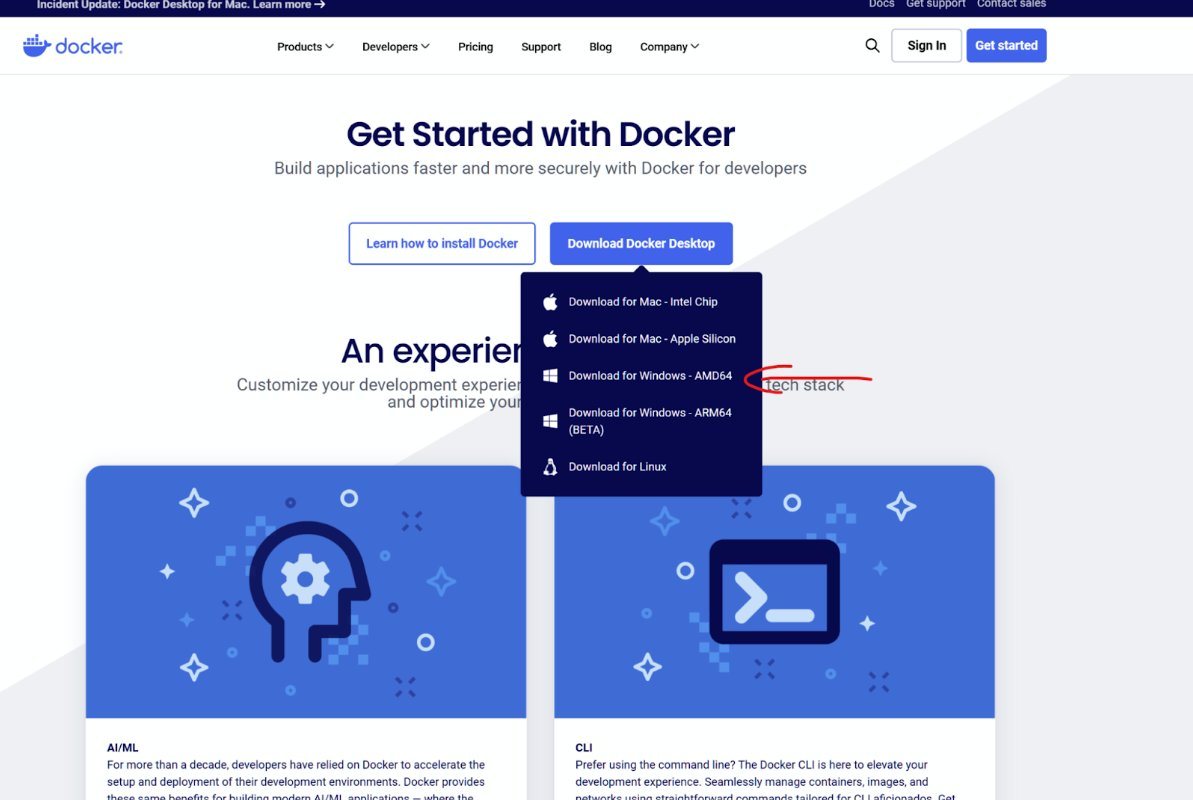 Incident Update: Docker Desktop for Mac. Learn more →
Docs Get support Contact sales
docker
Products Developers Pricing Support Blog Company
Sign In Get started
Get Started with Docker
Build applications faster and more securely with Docker for developers
Learn how to install Docker
Download Docker Desktop
Download for Mac - Intel Chip
Download for Mac - Apple Silicon
Download for Windows - AMD64
Download for Windows - ARM64
(BETA)
Download for Linux
An experien
Customize your development experien tech stack
and optimize your
AI/ML
For more than a decade, developers have relied on Docker to accelerate the
setup and deployment of their development environments. Docker provides
these same benefits for building modern AI/ML applications — where the
CLI
Prefer using the command line? The Docker CLI is here to elevate your
development experience. Seamlessly manage containers, images, and
networks using straightforward commands tailored for CLI aficionados. Get